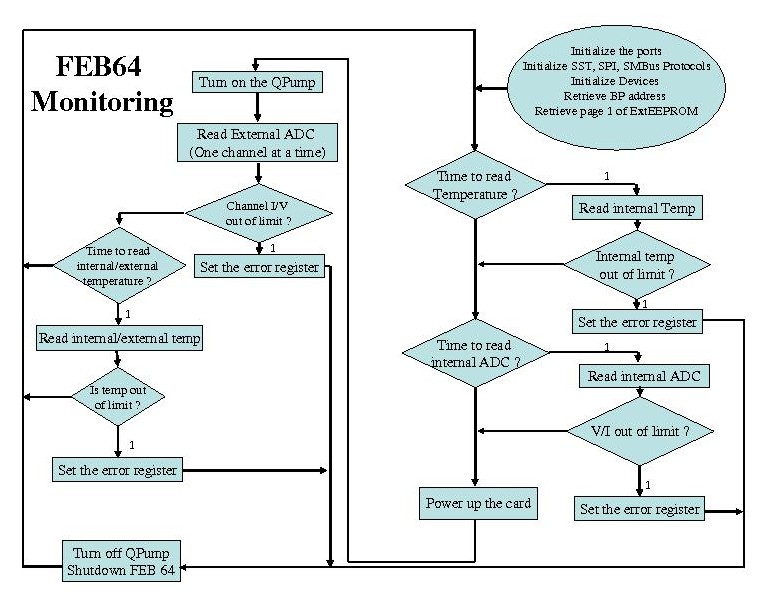 FEB64
Monitoring
Turn on the QPump
Read External ADC
(One channel at a time)
Channel I/V
out of limit ?
1
Set the error register
Time to read
internal/external
temperature ?
1
Read internal/external temp
Is temp out
of limit ?
1
Set the error register
Turn off QPump
Shutdown FEB 64
Initialize the ports
Initialize SST, SPI, SMBus Protocols
Initialize Devices
Retrieve BP address
Retrieve page 1 of ExtEEPROM
Time to read
Temperature ?
1
Read internal Temp
Internal temp
out of limit ?
1
Set the error register
Time to read
internal ADC ?
1
Read internal ADC
V/I out of limit ?
1
Set the error register
Power up the card